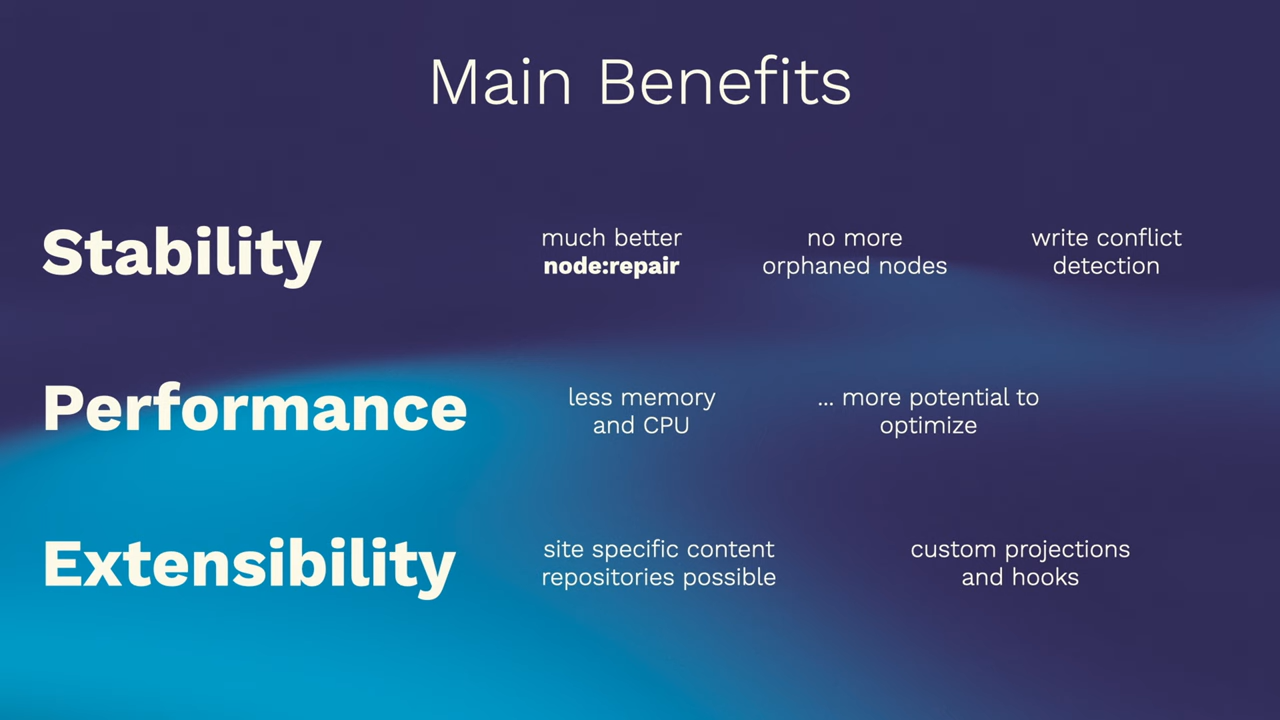 Main Benefits
Stability
much better
node:repair
no more
orphaned nodes
write conflict
detection
Performance
less memory
and CPU
... more potential to
optimize
Extensibility
site specific content
repositories possible
custom projections
and hooks